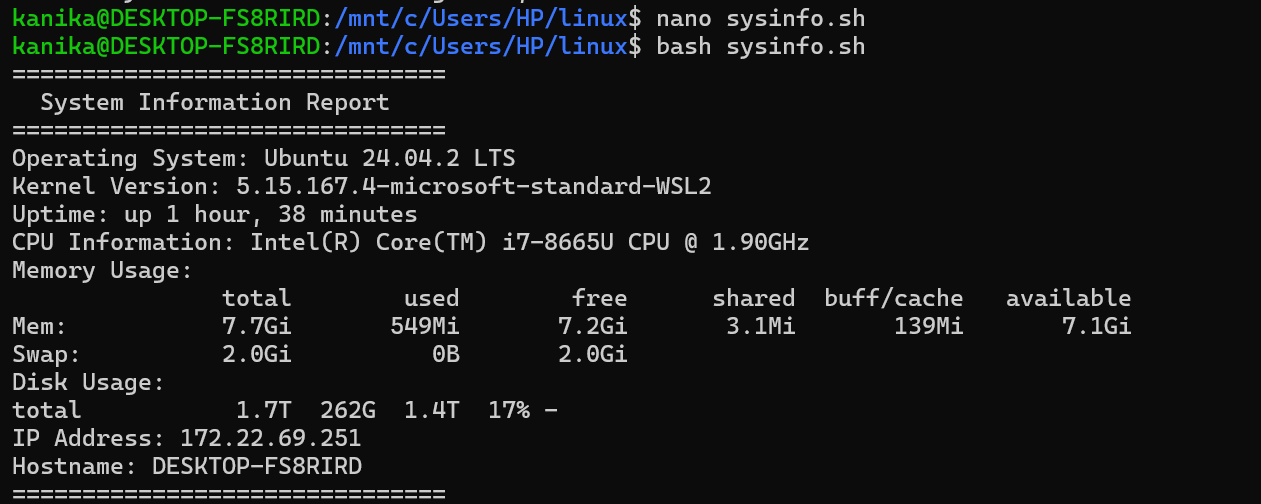 kanika@DESKTOP-FS8RIRD:/mnt/c/Users/HP/linux$ nano sysinfo.sh
kanika@DESKTOP-FS8RIRD:/mnt/c/Users/HP/linux$ bash sysinfo.sh
===============================
  System Information Report
===============================
Operating System: Ubuntu 24.04.2 LTS
Kernel Version: 5.15.167.4-microsoft-standard-WSL2
Uptime: up 1 hour, 38 minutes
CPU Information: Intel(R) Core(TM) i7-8665U CPU @ 1.90GHz
Memory Usage:
               total        used        free      shared  buff/cache   available
Mem:           7.7Gi       549Mi       7.2Gi       3.1Mi       139Mi       7.1Gi
Swap:          2.0Gi          0B       2.0Gi
Disk Usage:
total           1.7T  262G  1.4T  17% -
IP Address: 172.22.69.251
Hostname: DESKTOP-FS8RIRD
===============================